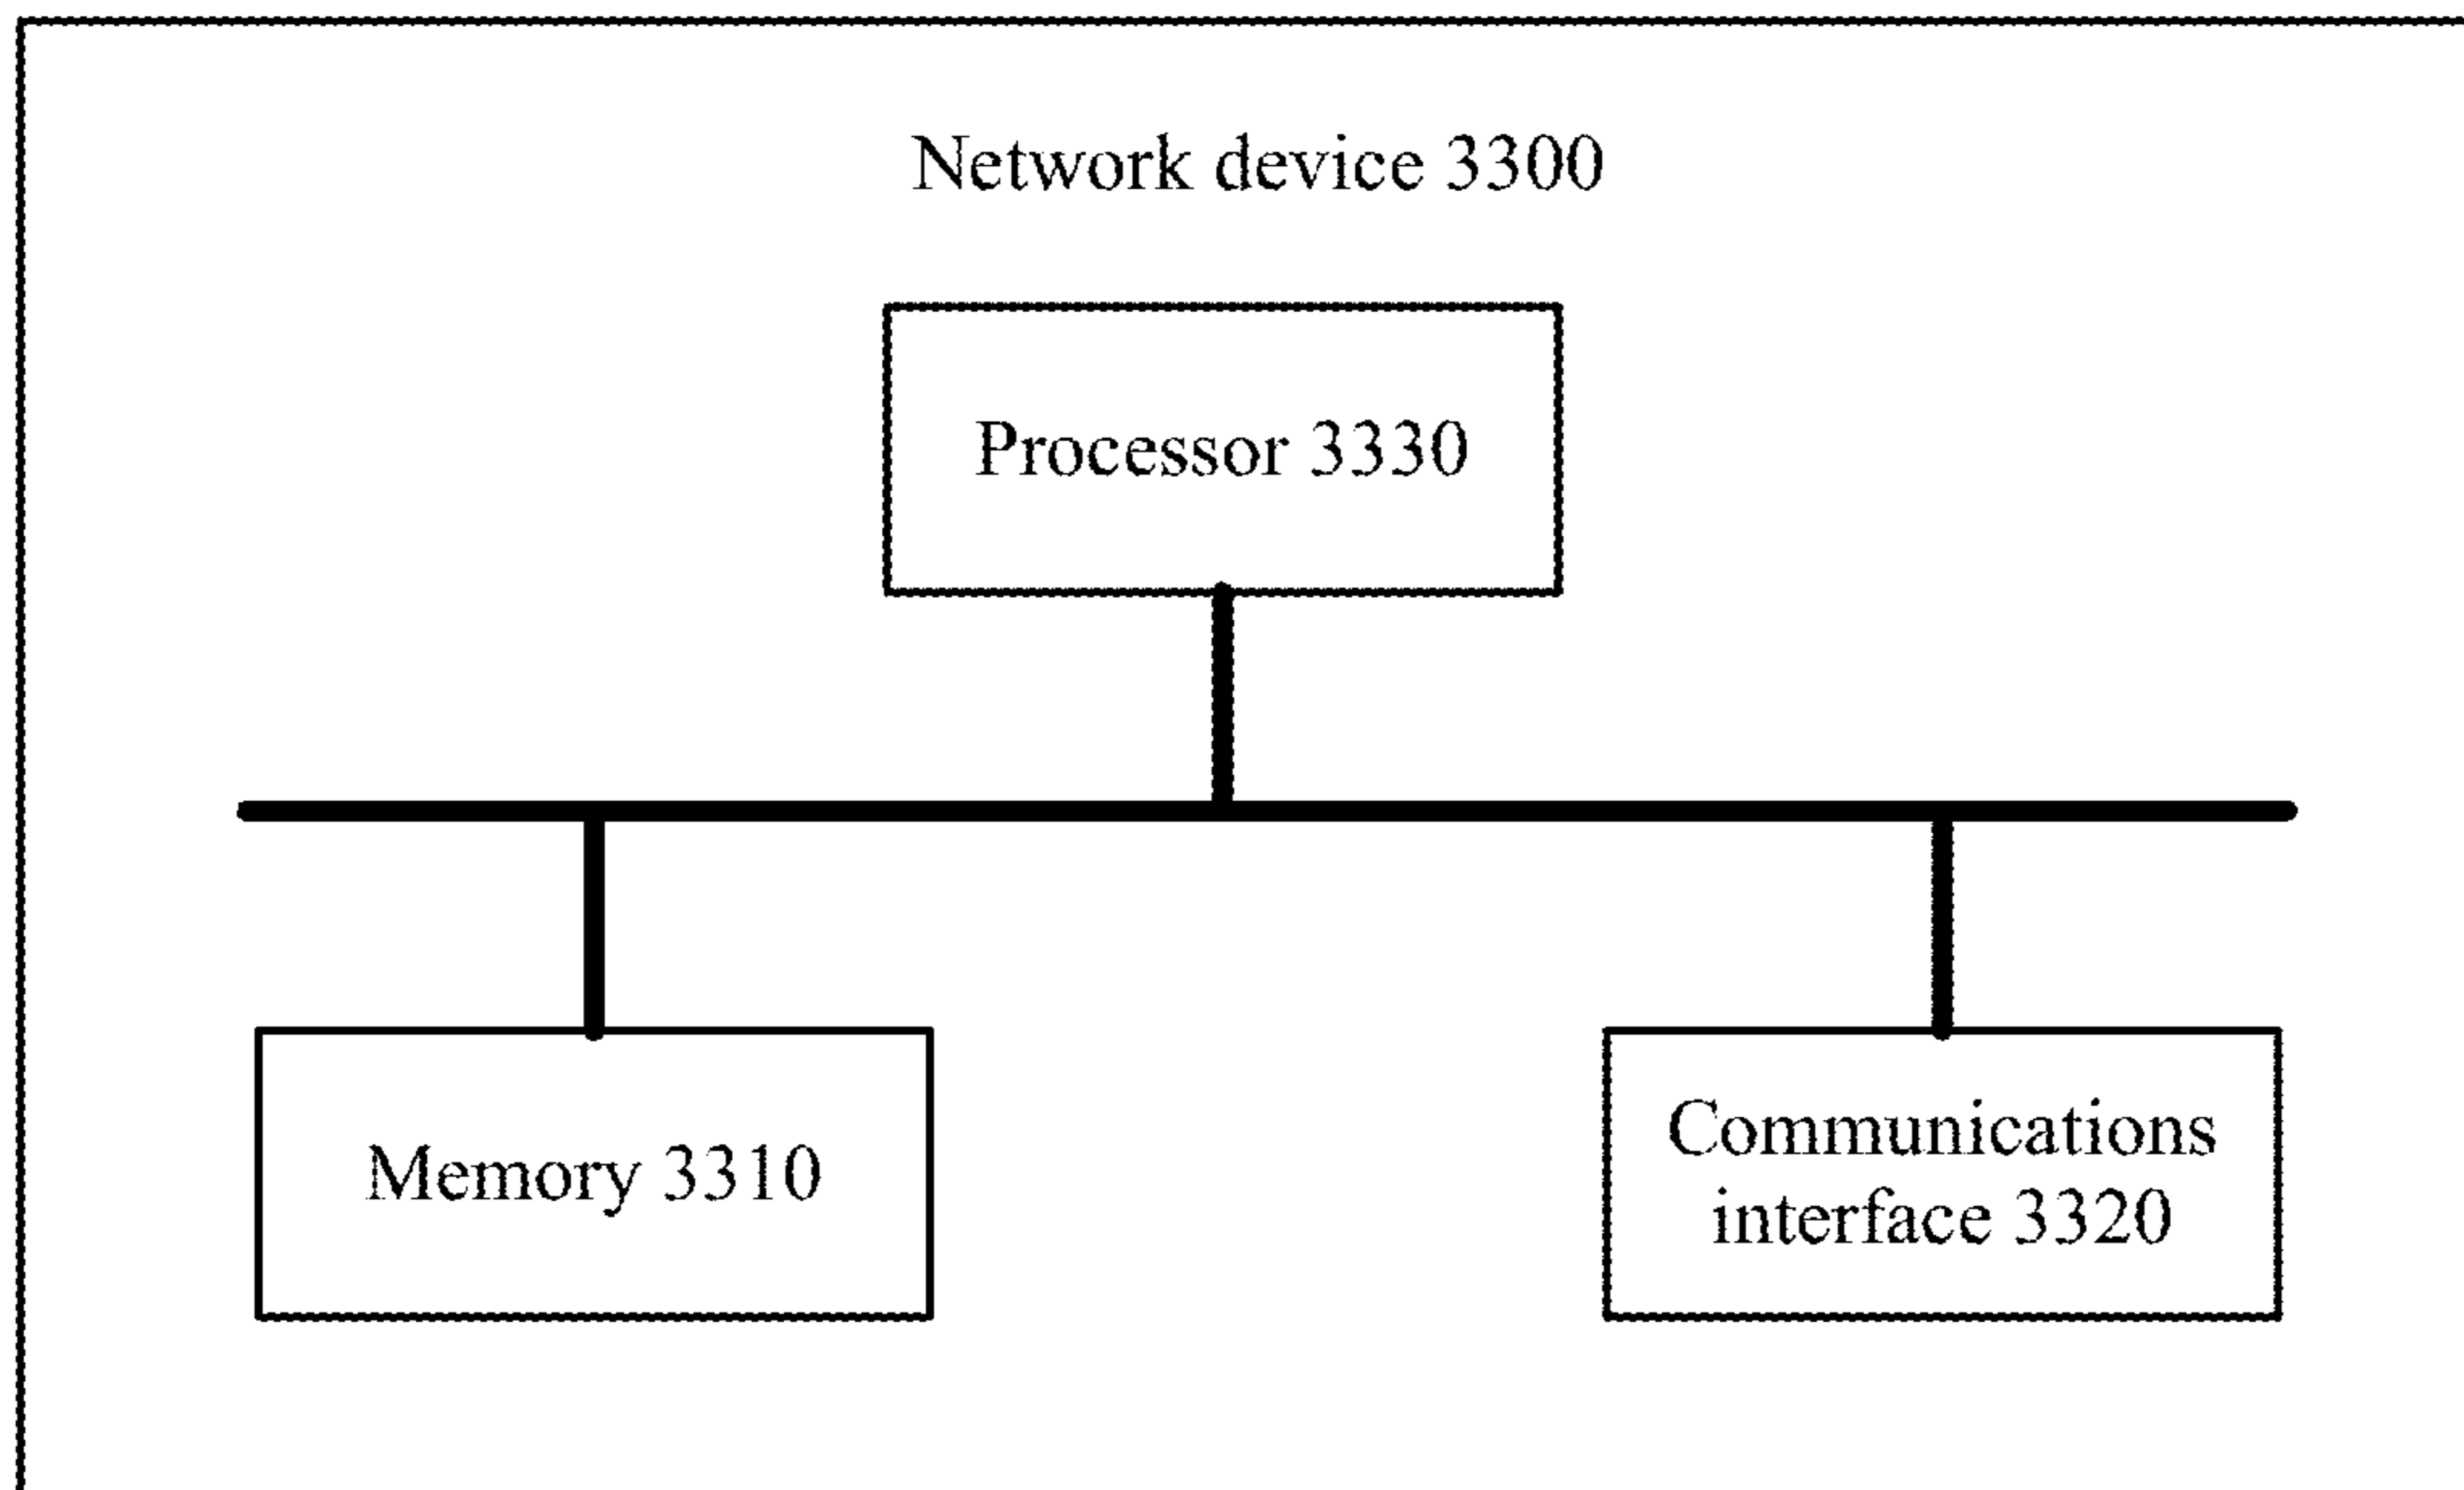 Network device 3300
Processor 3330
Memory 3310
Communications
interface 3320